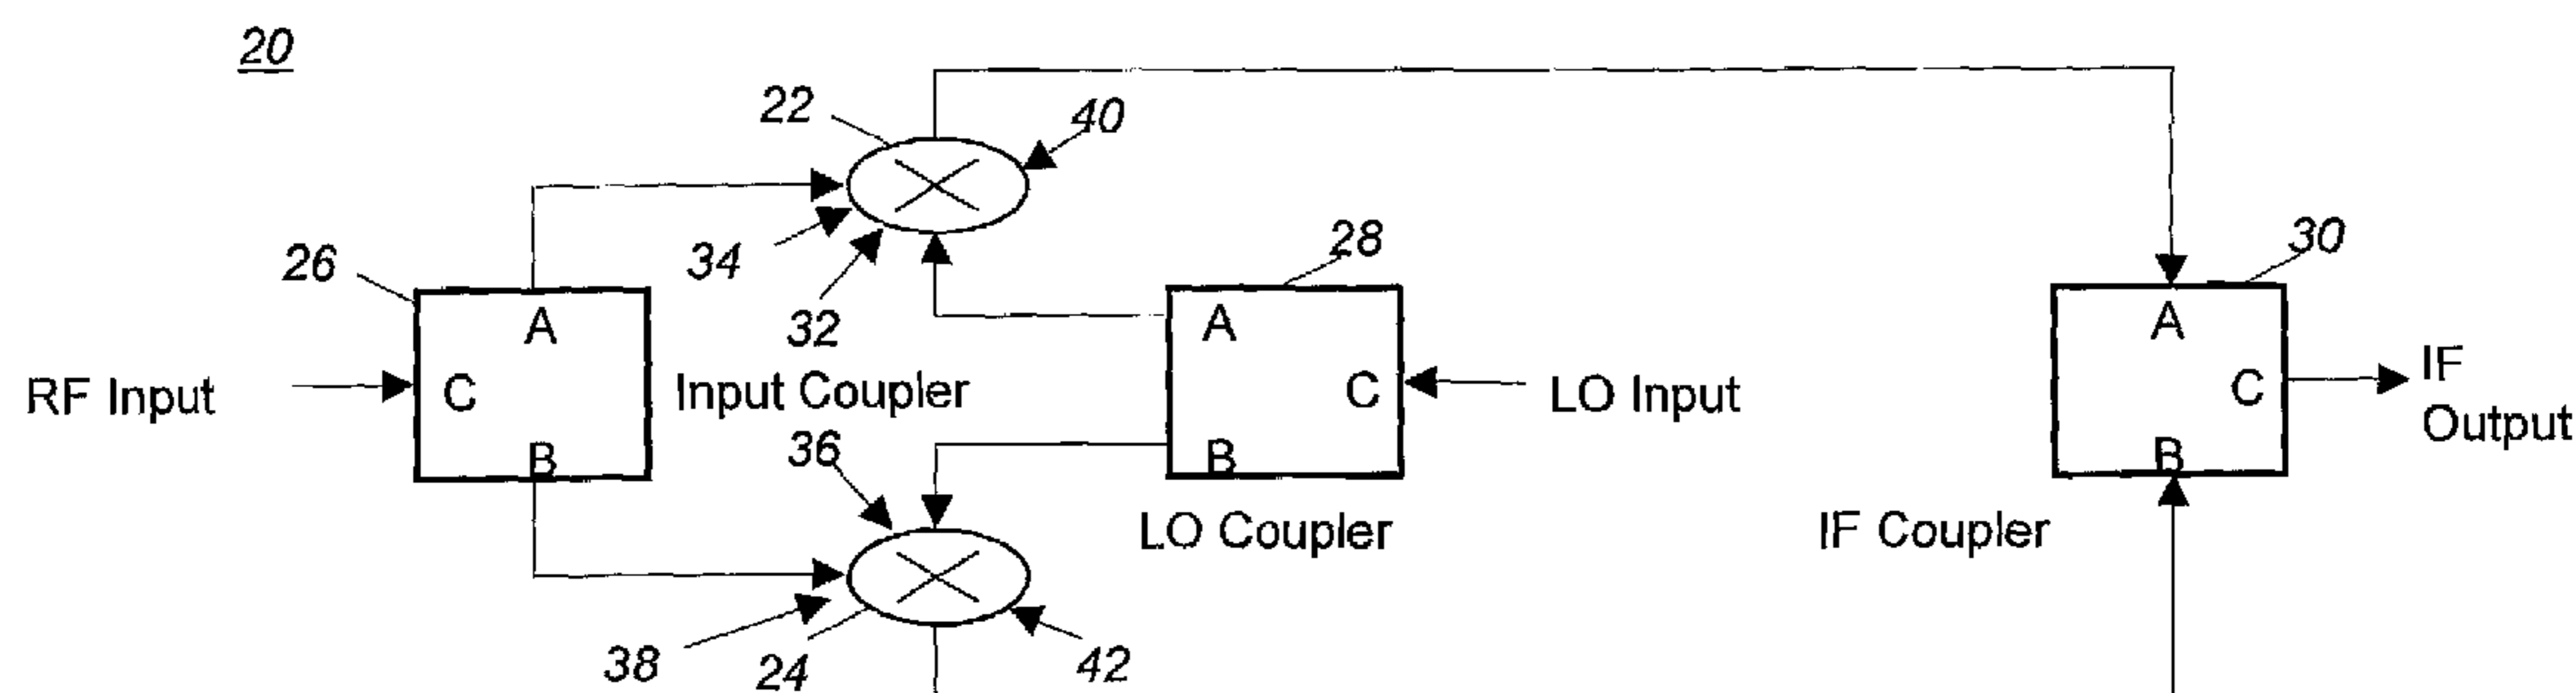 20
22
40
34
32
28
30
26
A
C
B
RF Input
Input Coupler
36
A
C
B
LO Input
LO Coupler
A
C
B
IF
Output
IF Coupler
38
24
42